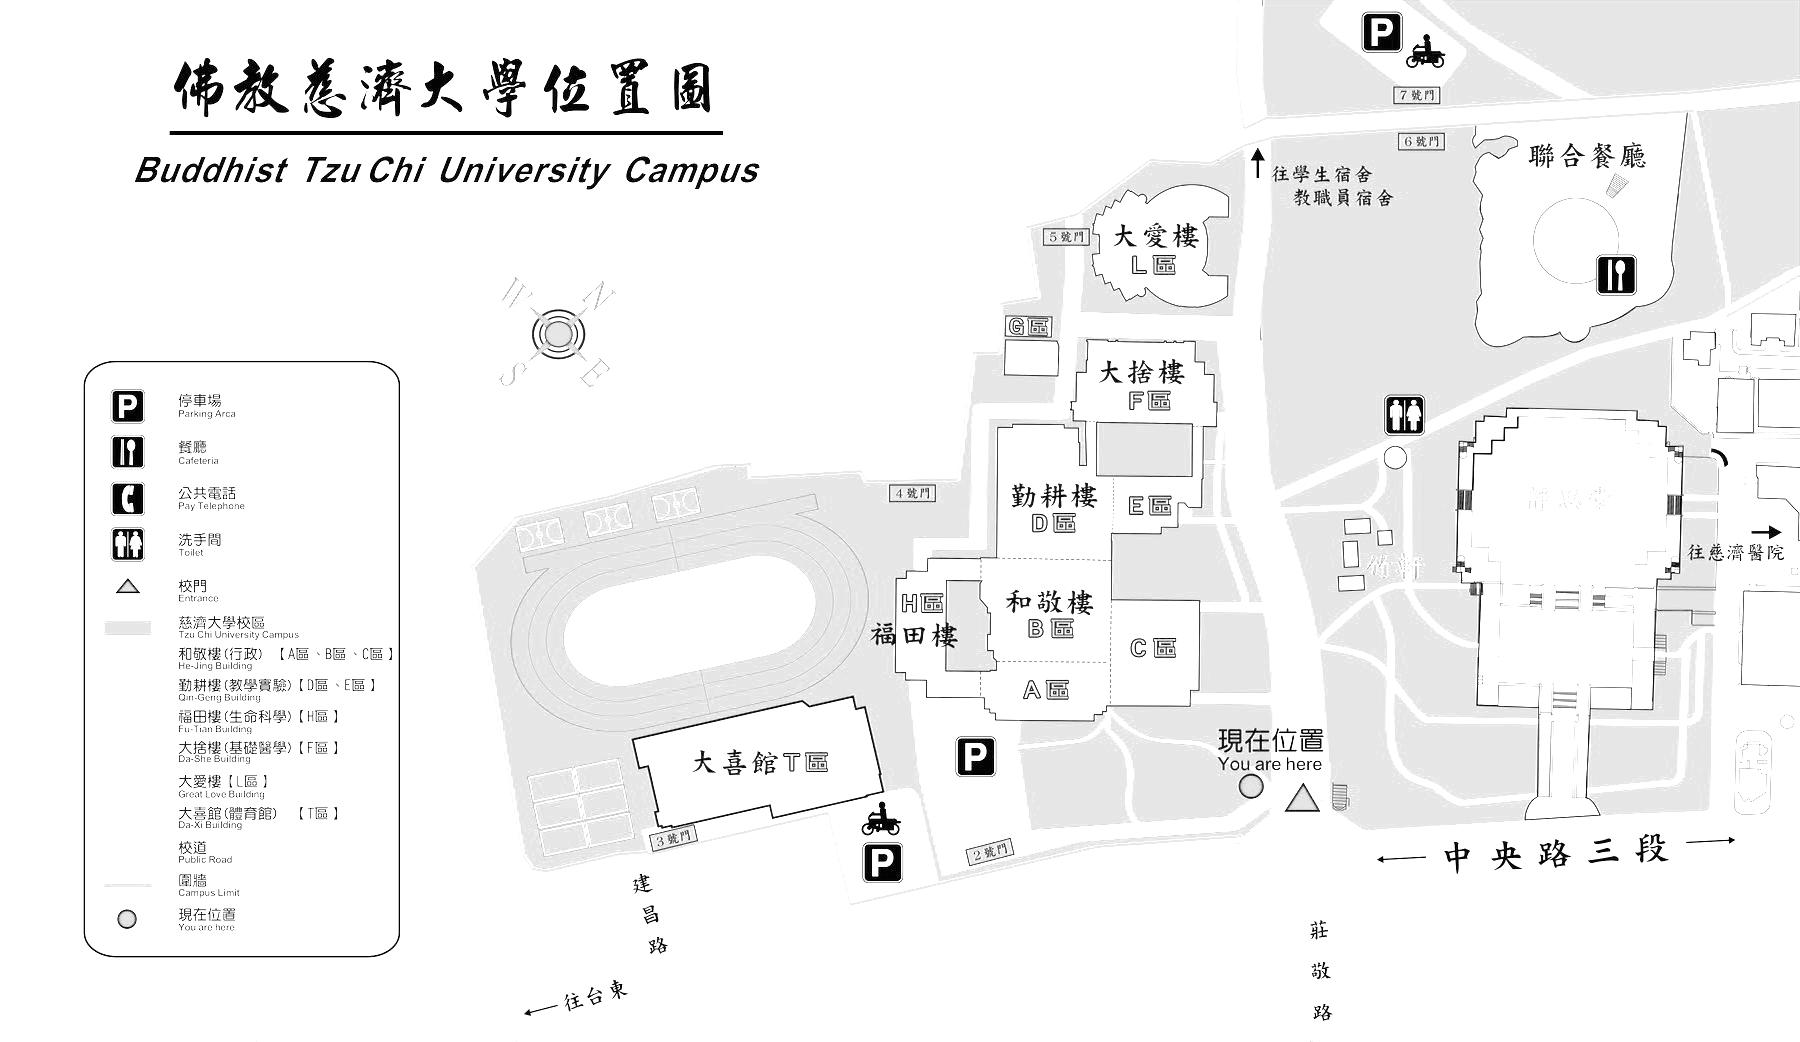 佛教慈濟大學位置圖
Buddhist Tzu Chi University Campus
7號門
6號門
聯合餐廳
往學生宿舍
教職員宿舍
5號門
大愛樓
L區
G區
大捨樓
F區
W
N
S
E
停車場
Parking Area
餐廳
Cafeteria
公共電話
Pay Telephone
洗手間
Toilet
校門
Entrance
慈濟大學校區
Tzu Chi University Campus
和敬樓(行政) 【A區、B區、C區】
He-Jing Building
勤耕樓(教學實驗)【D區、E區】
Qin-Geng Building
福田樓(生命科學)【H區】
Fu-Tian Building
大捨樓(基礎醫學)【F區】
Da-She Building
大愛樓【L區】
Great Love Building
大喜館(體育館) 【T區】
Da-Xi Building
校道
Public Road
圍牆
Campus Limit
現在位置
You are here
4號門
勤耕樓
D區
E區
靜思堂
往慈濟醫院
竹軒
H區
福田樓
和敬樓
B區
C區
A區
大喜館T區
現在位置
You are here
3號門
2號門
中央路三段
建昌路
往台東
莊敬路
P
P
P